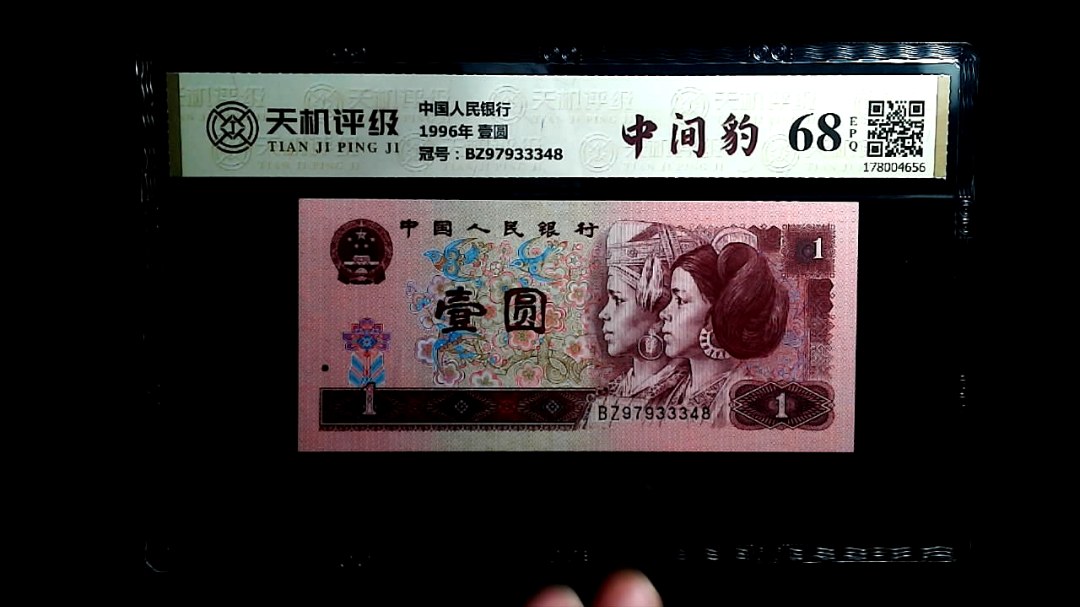 天机评级
TIAN JI PING JI
中国人民银行
1996年 壹圆
冠号：BZ97933348
中间豹
68
EPQ
178004656
中国人民银行
1
壹圆
1
BZ97933348
1